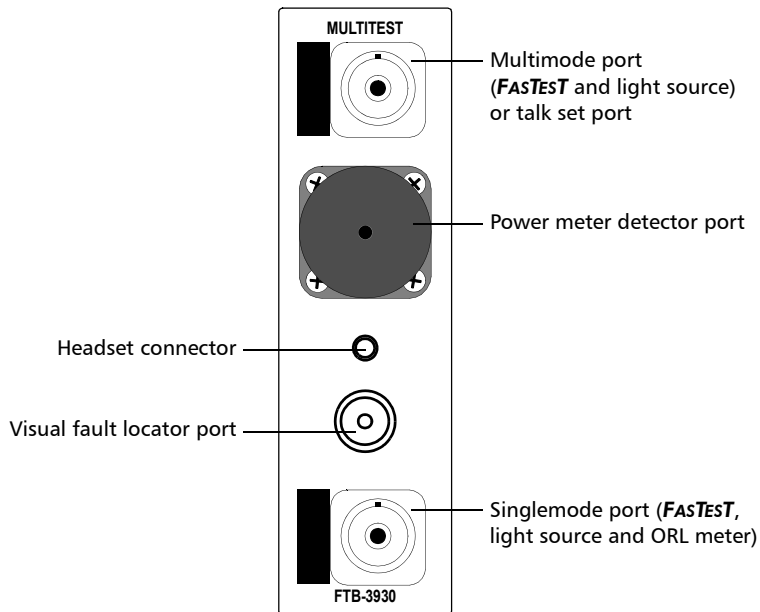 MULTITEST
Multimode port
(FASTEST and light source)
or talk set port
Power meter detector port
Headset connector
Visual fault locator port
Singlemode port (FASTEST,
light source and ORL meter)
FTB-3930